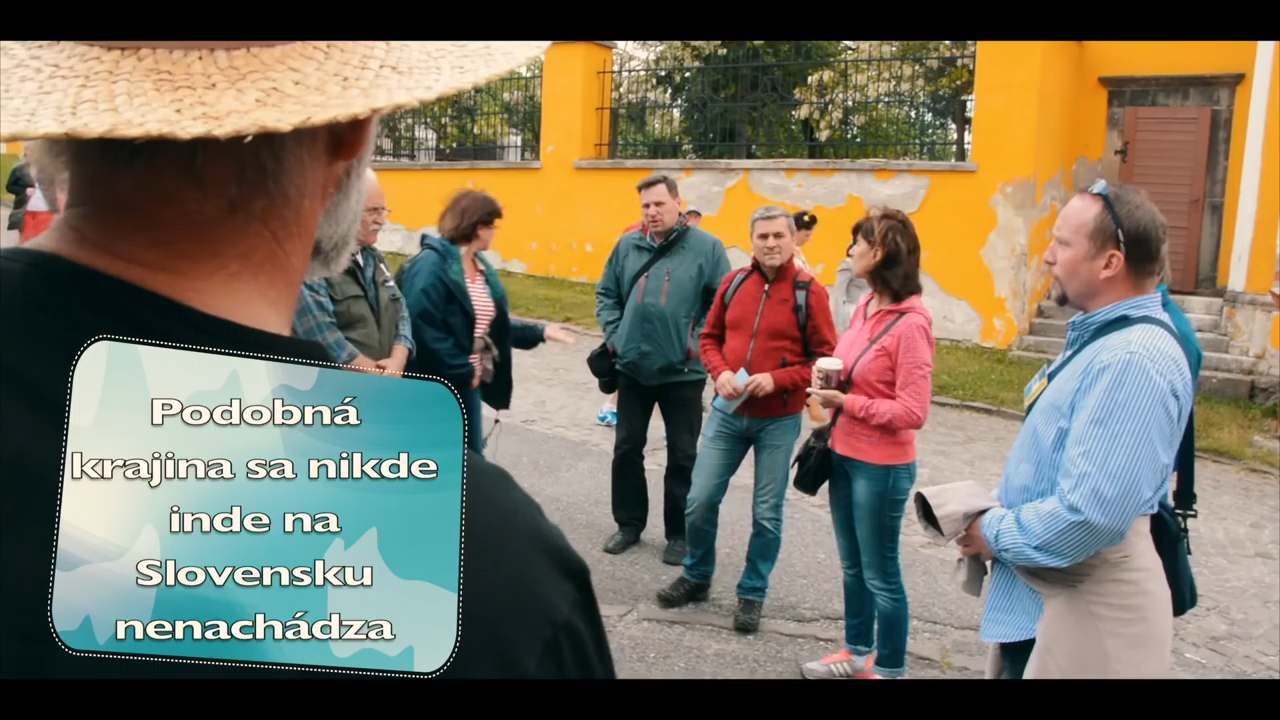 Podobná
krajina sa nikde
inde na
Slovensku
nenachádza